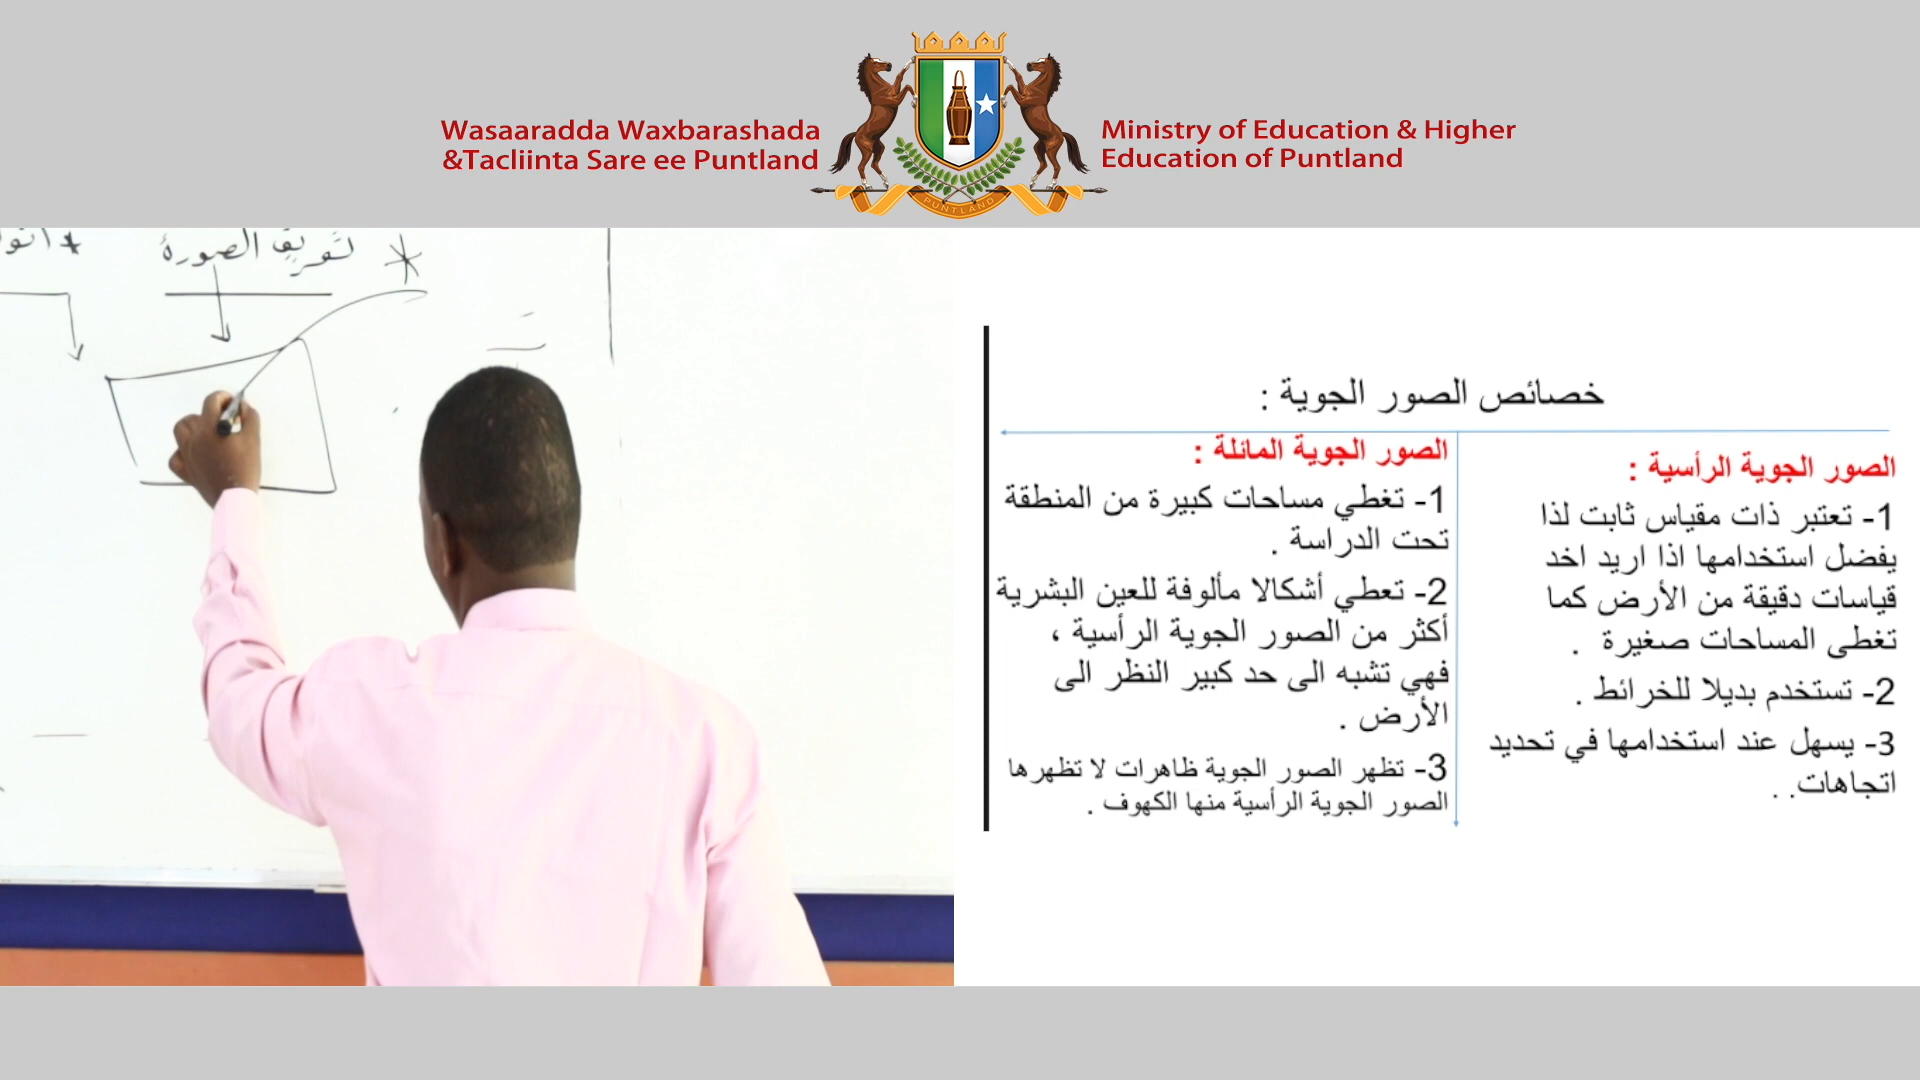 Wasaaradda Waxbarashada
&Tacliinta Sare ee Puntland
PUNTLAND
Ministry of Education & Higher
Education of Puntland
* تعريف الصورة
خصائص الصور الجوية :
الصور الجوية الرأسية :
1- تعتبر ذات مقياس ثابت لذا
يفضل استخدامها اذا اريد اخد
قياسات دقيقة من الأرض كما
تغطى المساحات صغيرة .
2- تستخدم بديلا للخرائط .
3- يسهل عند استخدامها في تحديد
اتجاهات. .
الصور الجوية المائلة :
1- تغطي مساحات كبيرة من المنطقة
تحت الدراسة .
2- تعطي أشكالا مألوفة للعين البشرية
أكثر من الصور الجوية الرأسية ،
فهي تشبه الى حد كبير النظر الى
الأرض .
3- تظهر الصور الجوية ظاهرات لا تظهرها
الصور الجوية الرأسية منها الكهوف .